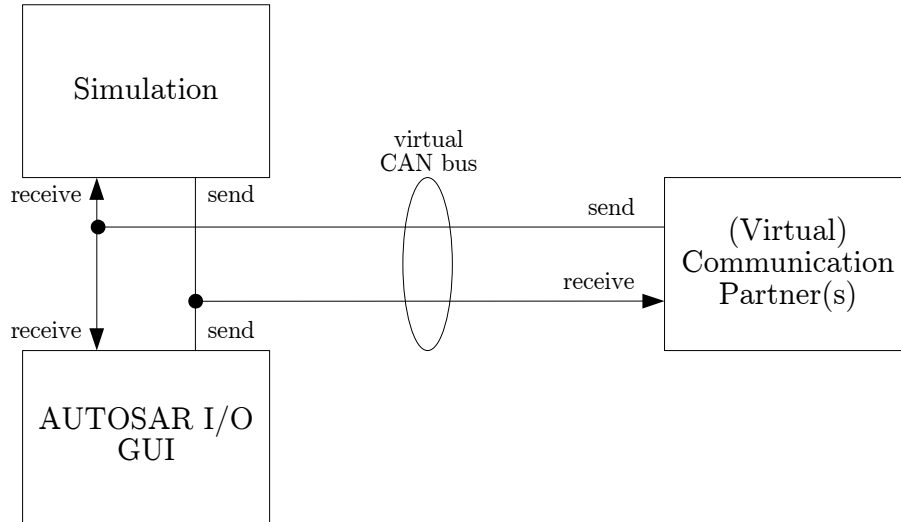 Simulation
virtual
CAN bus
receive
send
send
(Virtual)
Communication
Partner(s)
receive
receive
send
AUTOSAR I/O
GUI